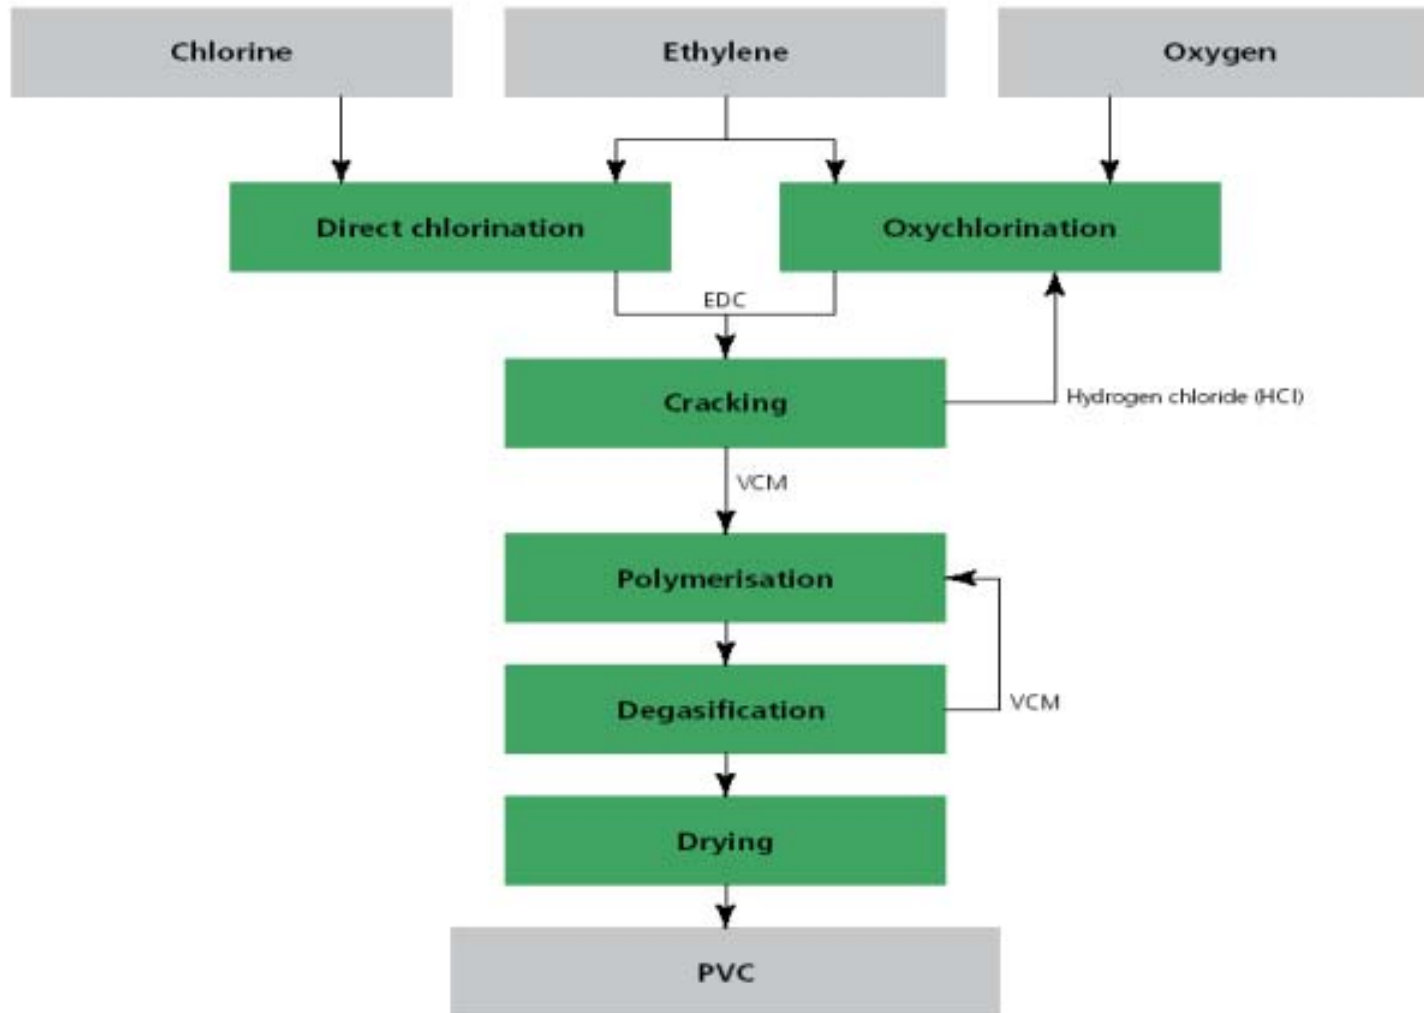 Chlorine
Ethylene
Oxygen
Direct chlorination
Oxychlorination
EDC
Cracking
Hydrogen chloride (HCl)
VCM
Polymerisation
Degasification
VCM
Drying
PVC